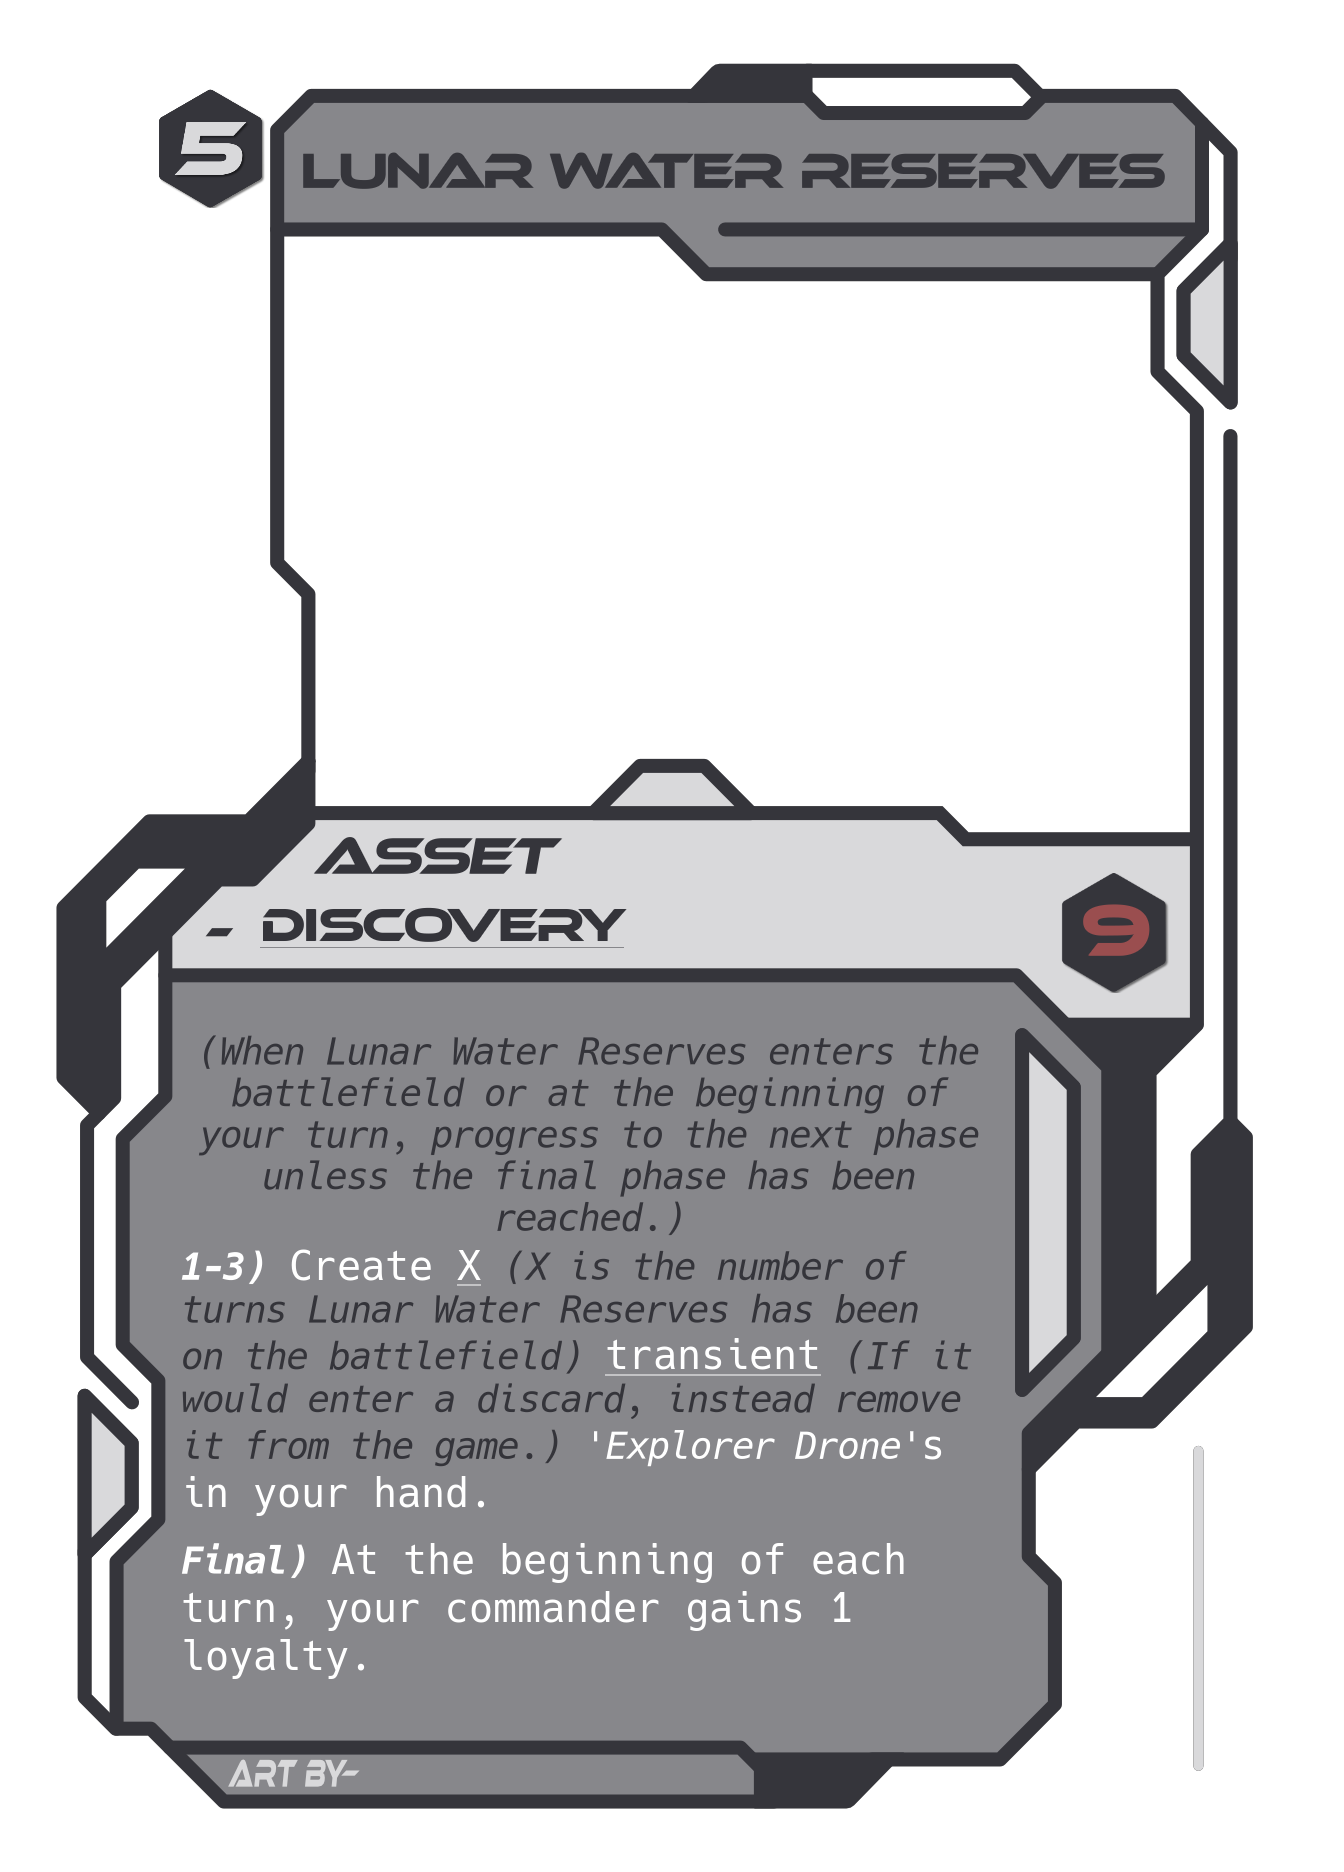 5
LUNAR WATER RESERVES
ASSET
- DISCOVERY
9
(When Lunar Water Reserves enters the
battlefield or at the beginning of
your turn, progress to the next phase
unless the final phase has been
reached.)
1-3) Create X (X is the number of
turns Lunar Water Reserves has been
on the battlefield) transient (If it
would enter a discard, instead remove
it from the game.) 'Explorer Drone's
in your hand.
Final) At the beginning of each
turn, your commander gains 1
loyalty.
ART BY-